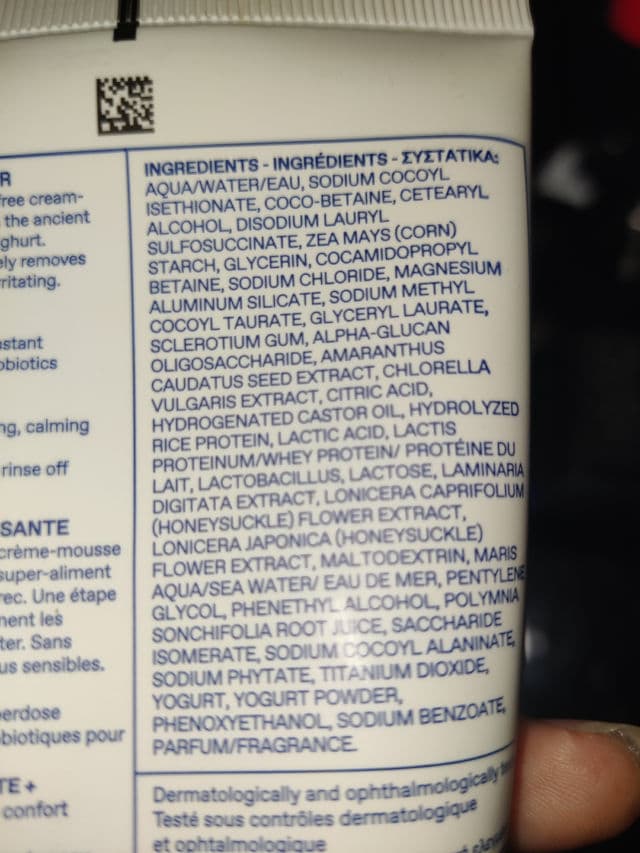 R
free cream-
the ancient
ghurt.
ely removes
rritating.
nstant
obiotics
ng, calming
rinse off
SANTE
crème-mousse
super-aliment
rec. Une étape
ment les
ter. Sans
us sensibles.
perdose
obiotiques pour
TE+
confort
INGREDIENTS - INGRÉDIENTS - ΣΥΣΤΑΤΙΚΑ:
AQUA/WATER/EAU, SODIUM COCOYL
ISETHIONATE, COCO-BETAINE, CETEARYL
ALCOHOL, DISODIUM LAURYL
SULFOSUCCINATE, ZEA MAYS (CORN)
STARCH, GLYCERIN, COCAMIDOPROPYL
BETAINE, SODIUM CHLORIDE, MAGNESIUM
ALUMINUM SILICATE, SODIUM METHYL
COCOYL TAURATE, GLYCERYL LAURATE,
SCLEROTIUM GUM, ALPHA-GLUCAN
OLIGOSACCHARIDE, AMARANTHUS
CAUDATUS SEED EXTRACT, CHLORELLA
VULGARIS EXTRACT, CITRIC ACID,
HYDROGENATED CASTOR OIL, HYDROLYZED
RICE PROTEIN, LACTIC ACID, LACTIS
PROTEINUM/WHEY PROTEIN/ PROTÉINE DU
LAIT, LACTOBACILLUS, LACTOSE, LAMINARIA
DIGITATA EXTRACT, LONICERA CAPRIFOLIUM
(HONEYSUCKLE) FLOWER EXTRACT,
LONICERA JAPONICA (HONEYSUCKLE)
FLOWER EXTRACT, MALTODEXTRIN, MARIS
AQUA/SEA WATER/ EAU DE MER, PENTYLENE
GLYCOL, PHENETHYL ALCOHOL, POLYMNIA
SONCHIFOLIA ROOT JUICE, SACCHARIDE
ISOMERATE, SODIUM COCOYL ALANINATE,
SODIUM PHYTATE, TITANIUM DIOXIDE,
YOGURT, YOGURT POWDER,
PHENOXYETHANOL, SODIUM BENZOATE,
PARFUM/FRAGRANCE.
Dermatologically and ophthalmologically
Testé sous contrôles dermatologique
et ophtalmologique